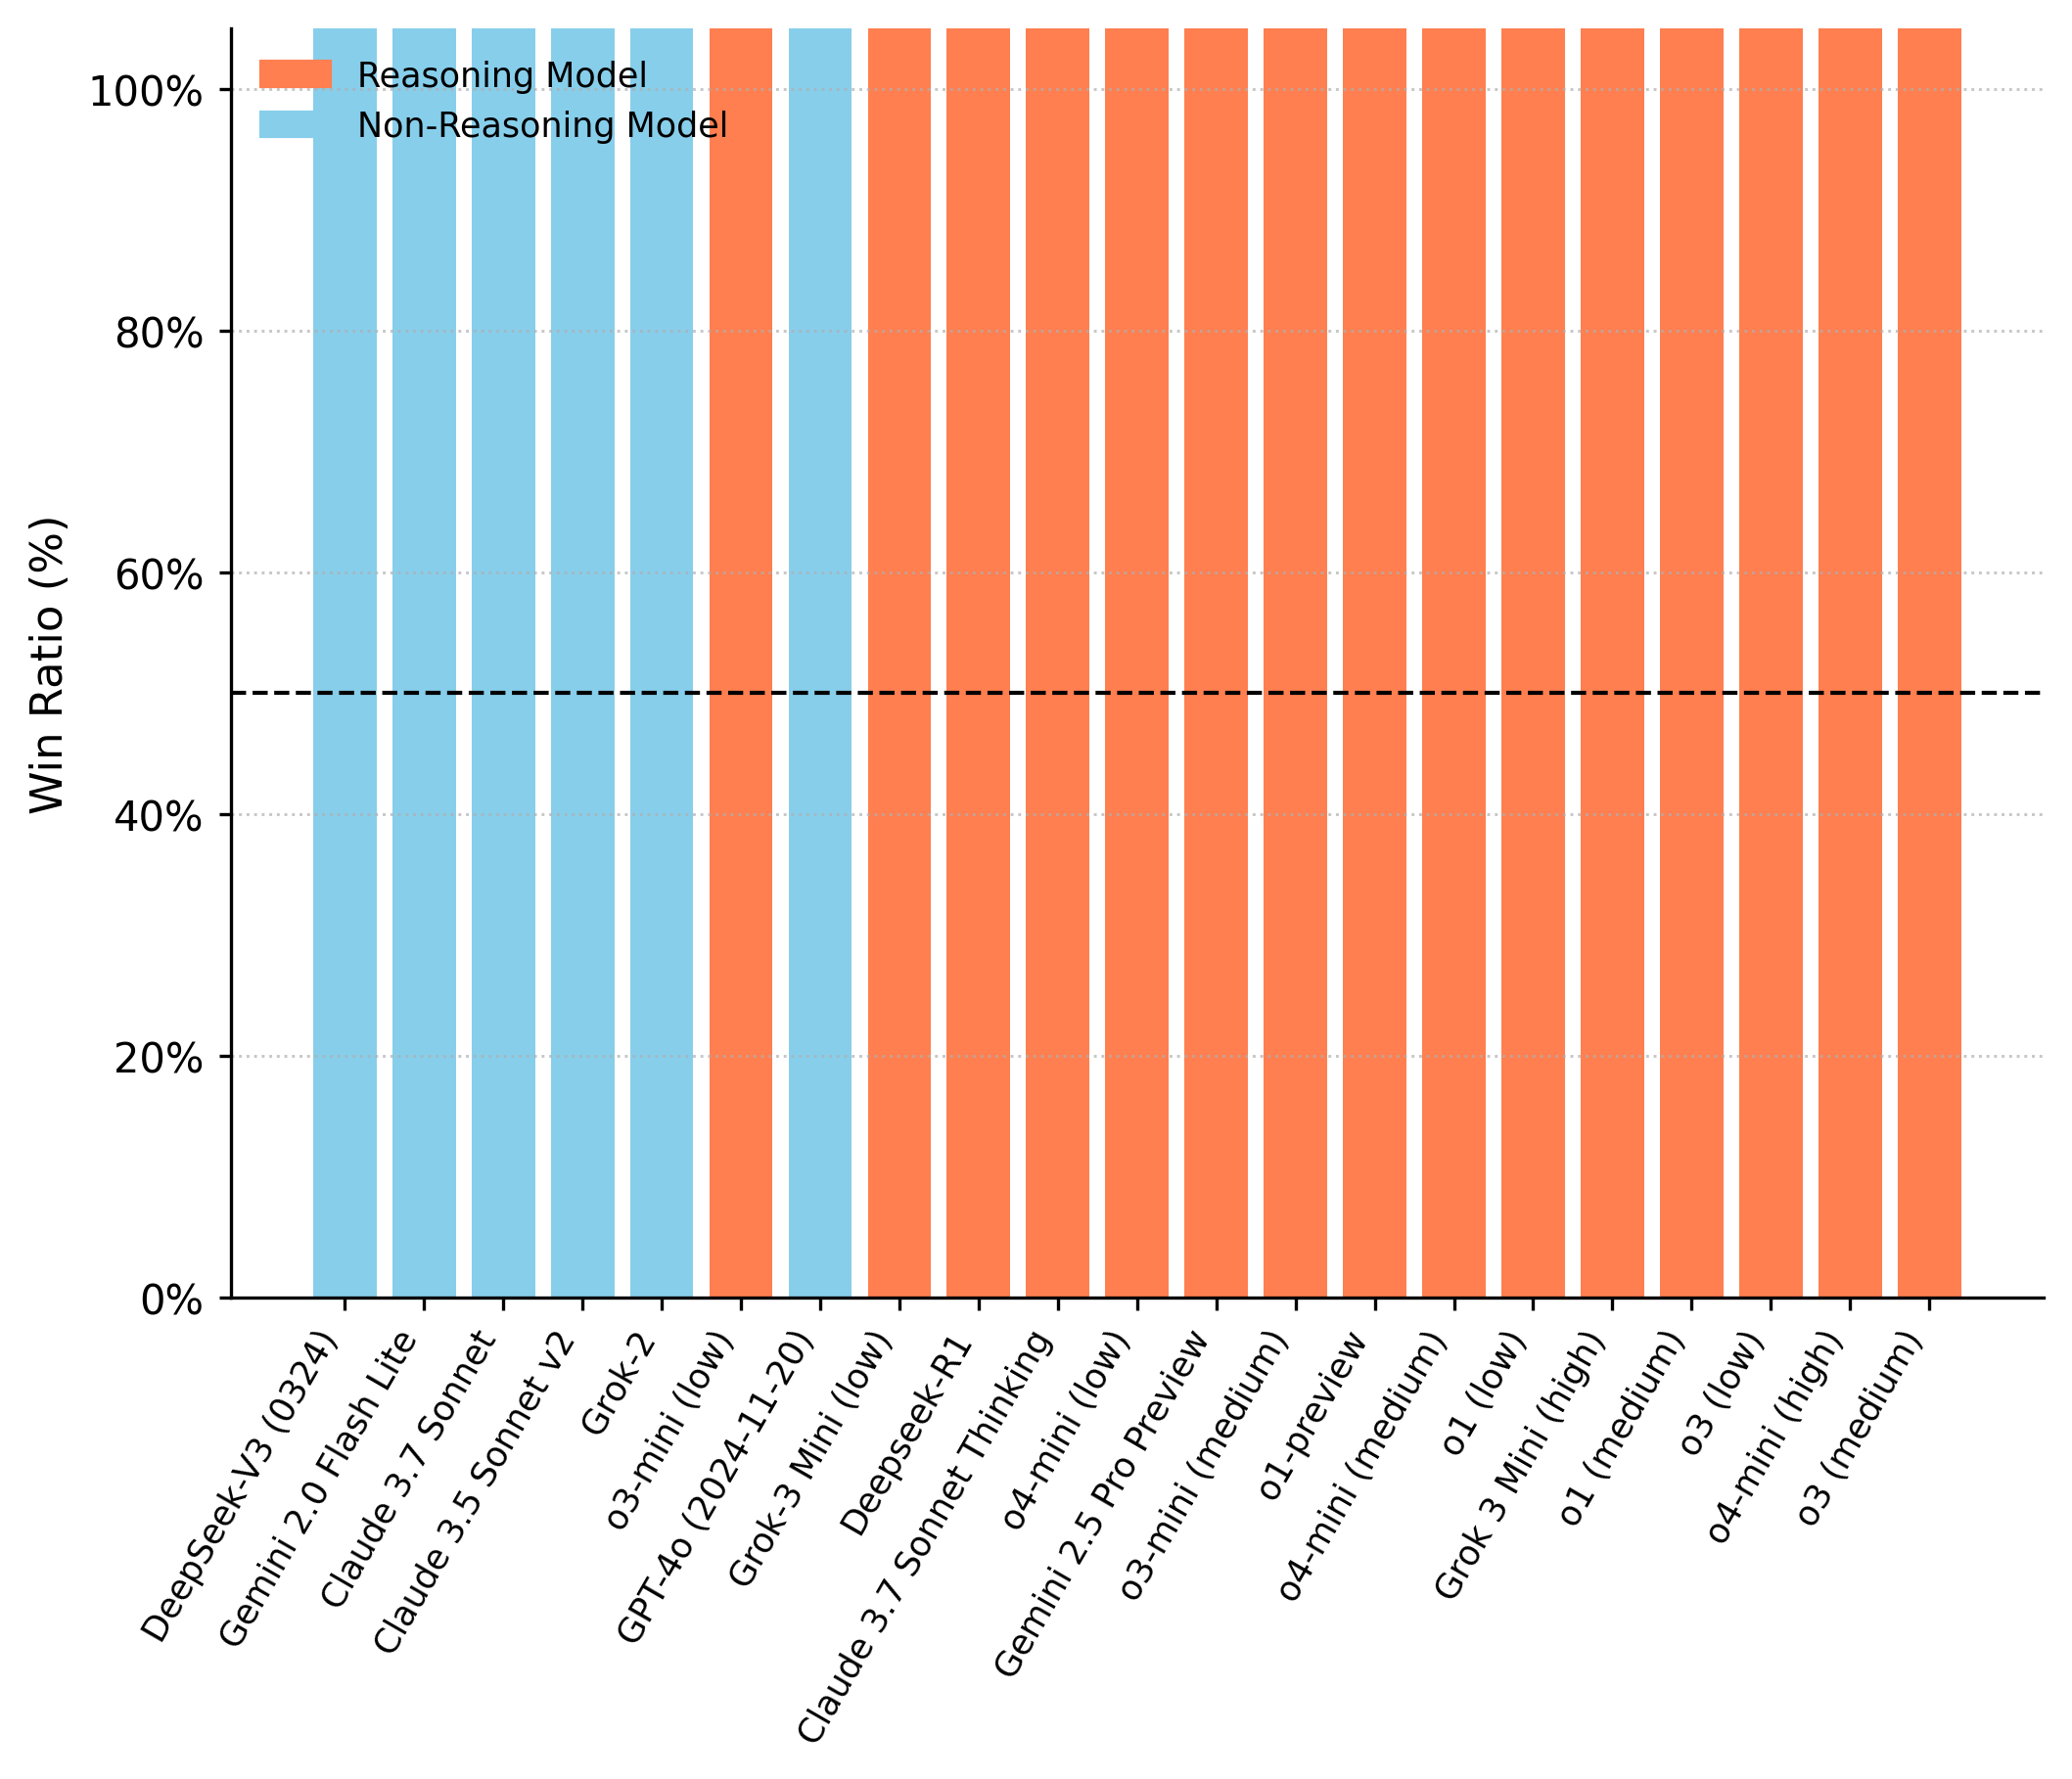 Reasoning Model
Non-Reasoning Model
Win Ratio (%)
100%
80%
60%
40%
20%
0%
DeepSeek-V3 (0324)
Gemini 2.0 Flash Lite
Claude 3.7 Sonnet
Claude 3.5 Sonnet v2
Grok-2
o3-mini (low)
GPT-4o (2024-11-20)
Grok-3 Mini (low)
Deepseek-R1
Claude 3.7 Sonnet Thinking
o4-mini (low)
Gemini 2.5 Pro Preview
o3-mini (medium)
o1-preview
o4-mini (medium)
o1 (low)
Grok 3 Mini (high)
o1 (medium)
o3 (low)
o4-mini (high)
o3 (medium)